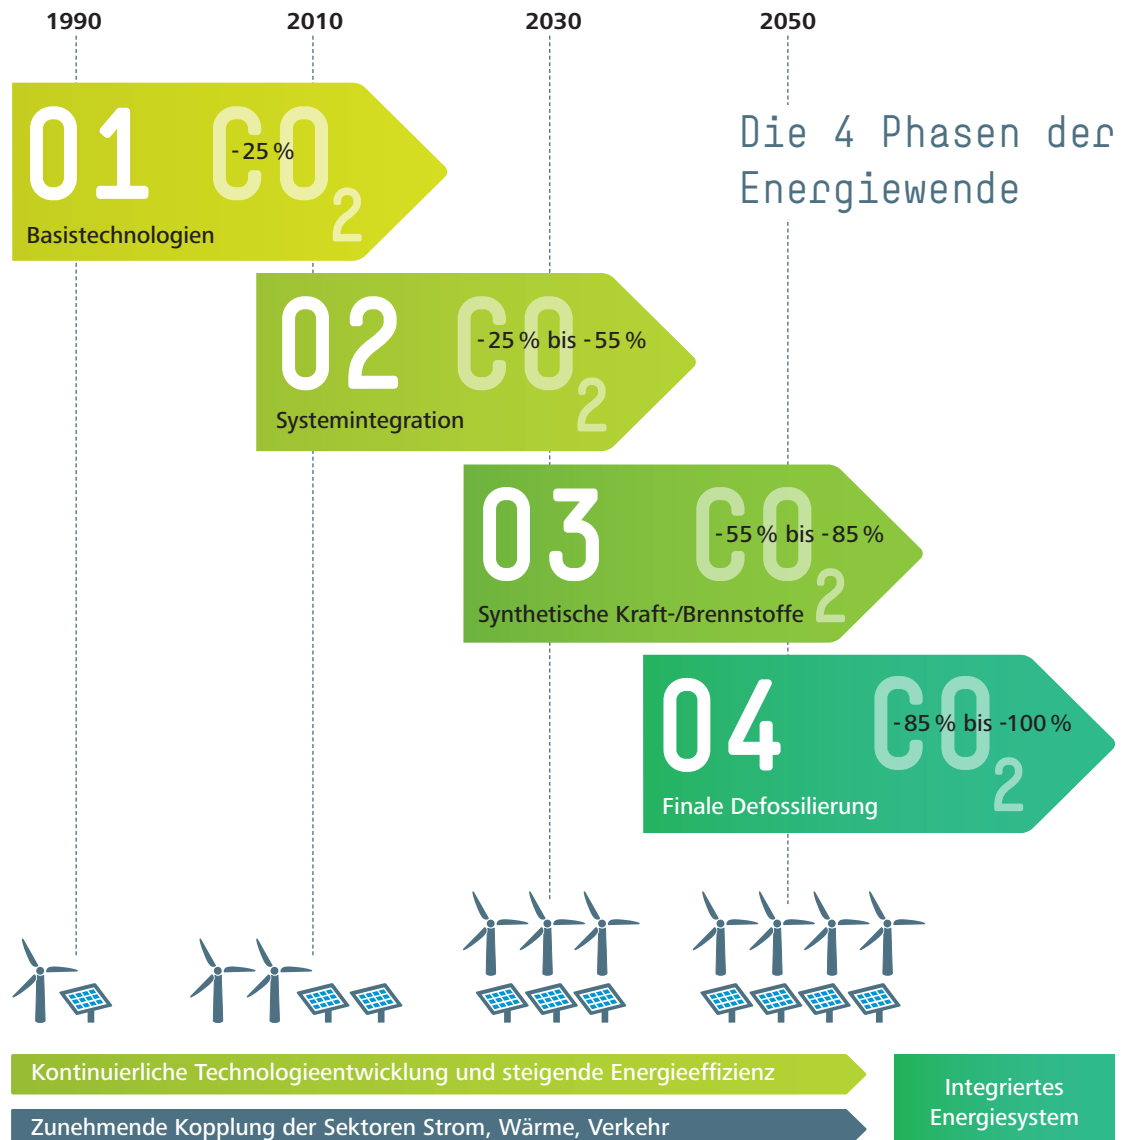 1990
2010
2030
2050
Die 4 Phasen der
Energiewende
01
CO2
-25 %
Basistechnologien
02
CO2
-25 % bis -55 %
Systemintegration
03
CO2
-55 % bis -85 %
Synthetische Kraft-/Brennstoffe
04
CO2
-85 % bis -100 %
Finale Defossilierung
Kontinuierliche Technologieentwicklung und steigende Energieeffizienz
Zunehmende Kopplung der Sektoren Strom, Wärme, Verkehr
Integriertes
Energiesystem